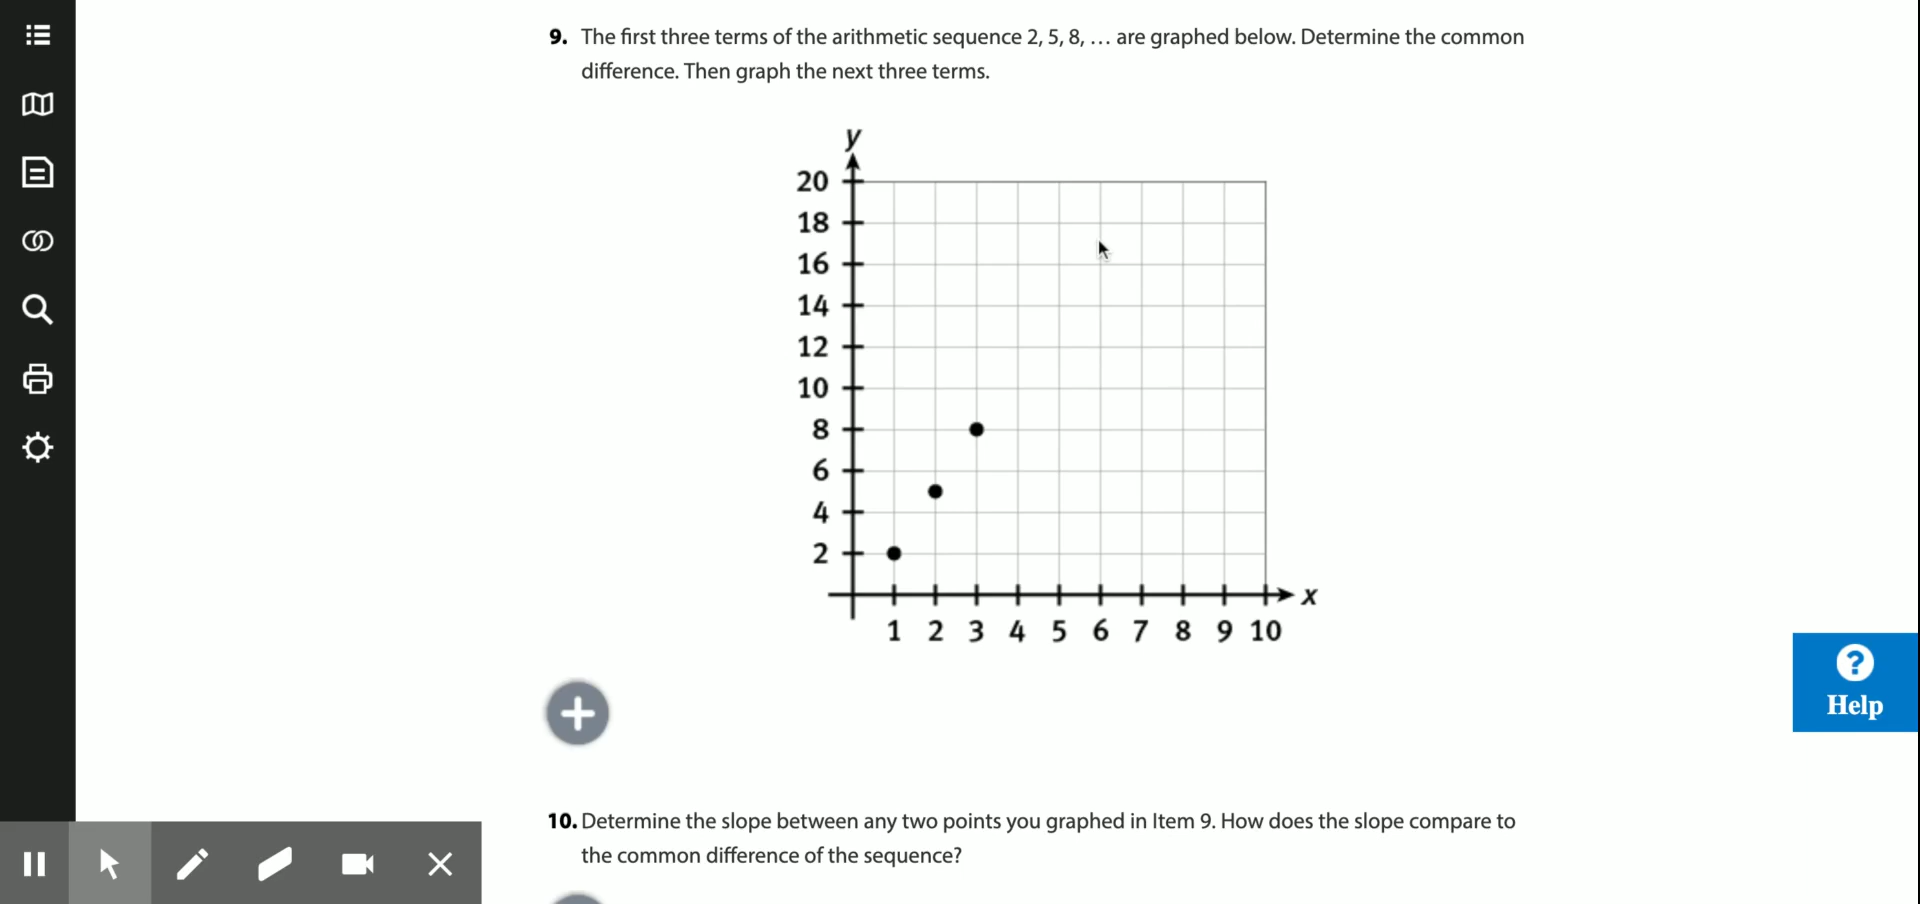 9. The first three terms of the arithmetic sequence 2, 5, 8, … are graphed below. Determine the common
difference. Then graph the next three terms.
y
20
18
16
14
12
10
8
6
4
2
x
1 2 3 4 5 6 7 8 9 10
Help
10. Determine the slope between any two points you graphed in Item 9. How does the slope compare to
the common difference of the sequence?